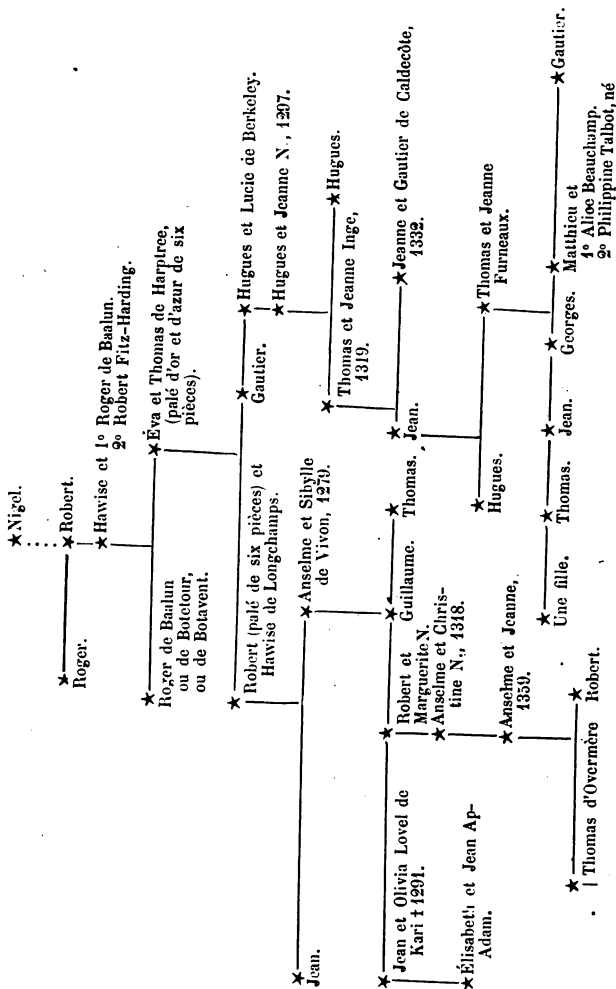 Nigel.
Roger.
Robert.
Hawise et 1º Roger de Baalun.
2º Robert Fitz-Harding.
Roger de Baalun
ou de Botetour,
ou de Botavent.
Éva et Thomas de Harptree,
(palé d'or et d'azur de six
pièces).
Robert (palé de six pièces) et
Hawise de Longchamps.
Gautier.
Hugues et Lucie de Berkeley.
Hugues et Jeanne N., 1297.
Jean.
Anselme et Sibylle
de Vivon, 1279.
Thomas et Jeanne Inge,
1319.
Hugues.
Jean et Olivia Lovel de
Kari † 1291.
Robert et
Marguerite N.
Guillaume.
Thomas.
Jean.
Jeanne et Gautier de Caldecôte,
1332.
Anselme et Chris-
tine N., 1318.
Élisabeth et Jean Ap-
Adam.
Hugues.
Thomas et Jeanne
Furneaux.
Anselme et Jeanne,
1359.
Une fille.
Thomas.
Jean.
Georges.
Matthieu et
1º Alice Beauchamp.
2º Philippine Talbot, né
Gautier.
Thomas d'Overmère
Robert.